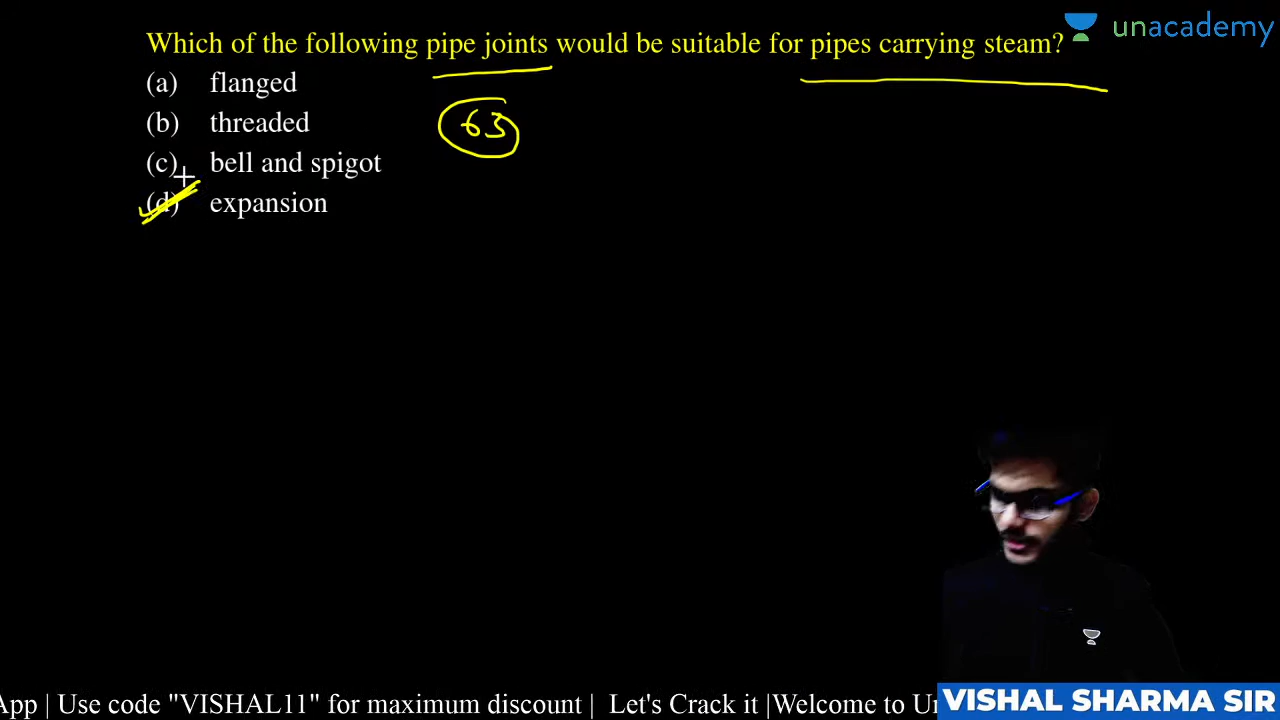 Which of the following pipe joints would be suitable for pipes carrying steam?
unacademy
(a) flanged
(b) threaded
63
(c) bell and spigot
(d) expansion
App | Use code "VISHAL11" for maximum discount | Let's Crack it |Welcome to
VISHAL SHARMA SIR